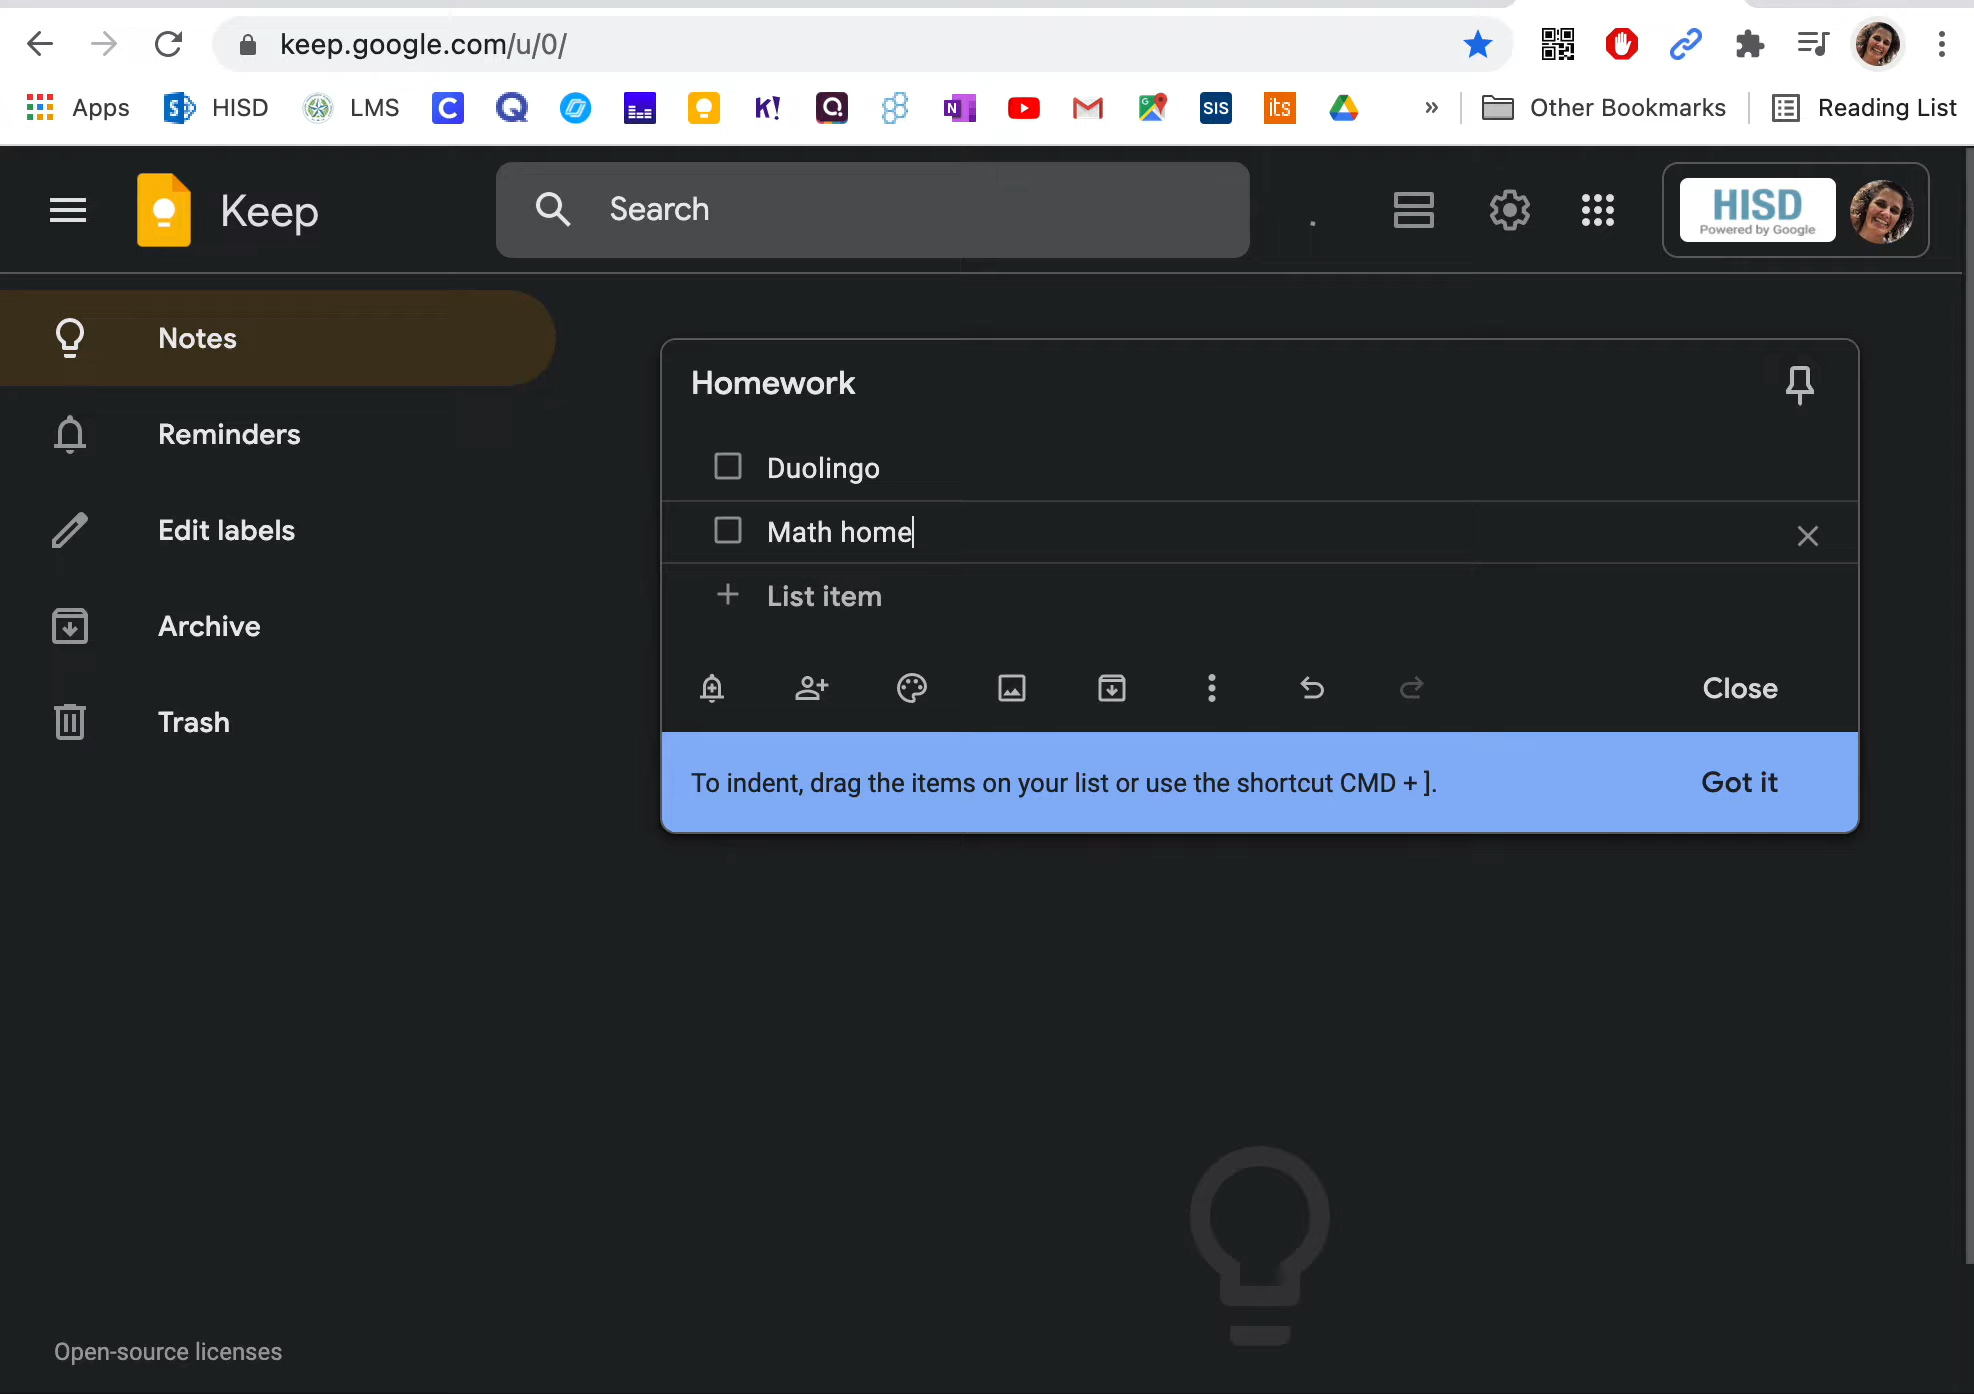 keep.google.com/u/0/
Apps
HISD
LMS
C
K!
N
SIS
its
»
Other Bookmarks
Reading List
Keep
Search
HISD
Powered by Google
Notes
Reminders
Edit labels
Archive
Trash
Homework
Duolingo
Math home
List item
Close
To indent, drag the items on your list or use the shortcut CMD + ].
Got it
Open-source licenses